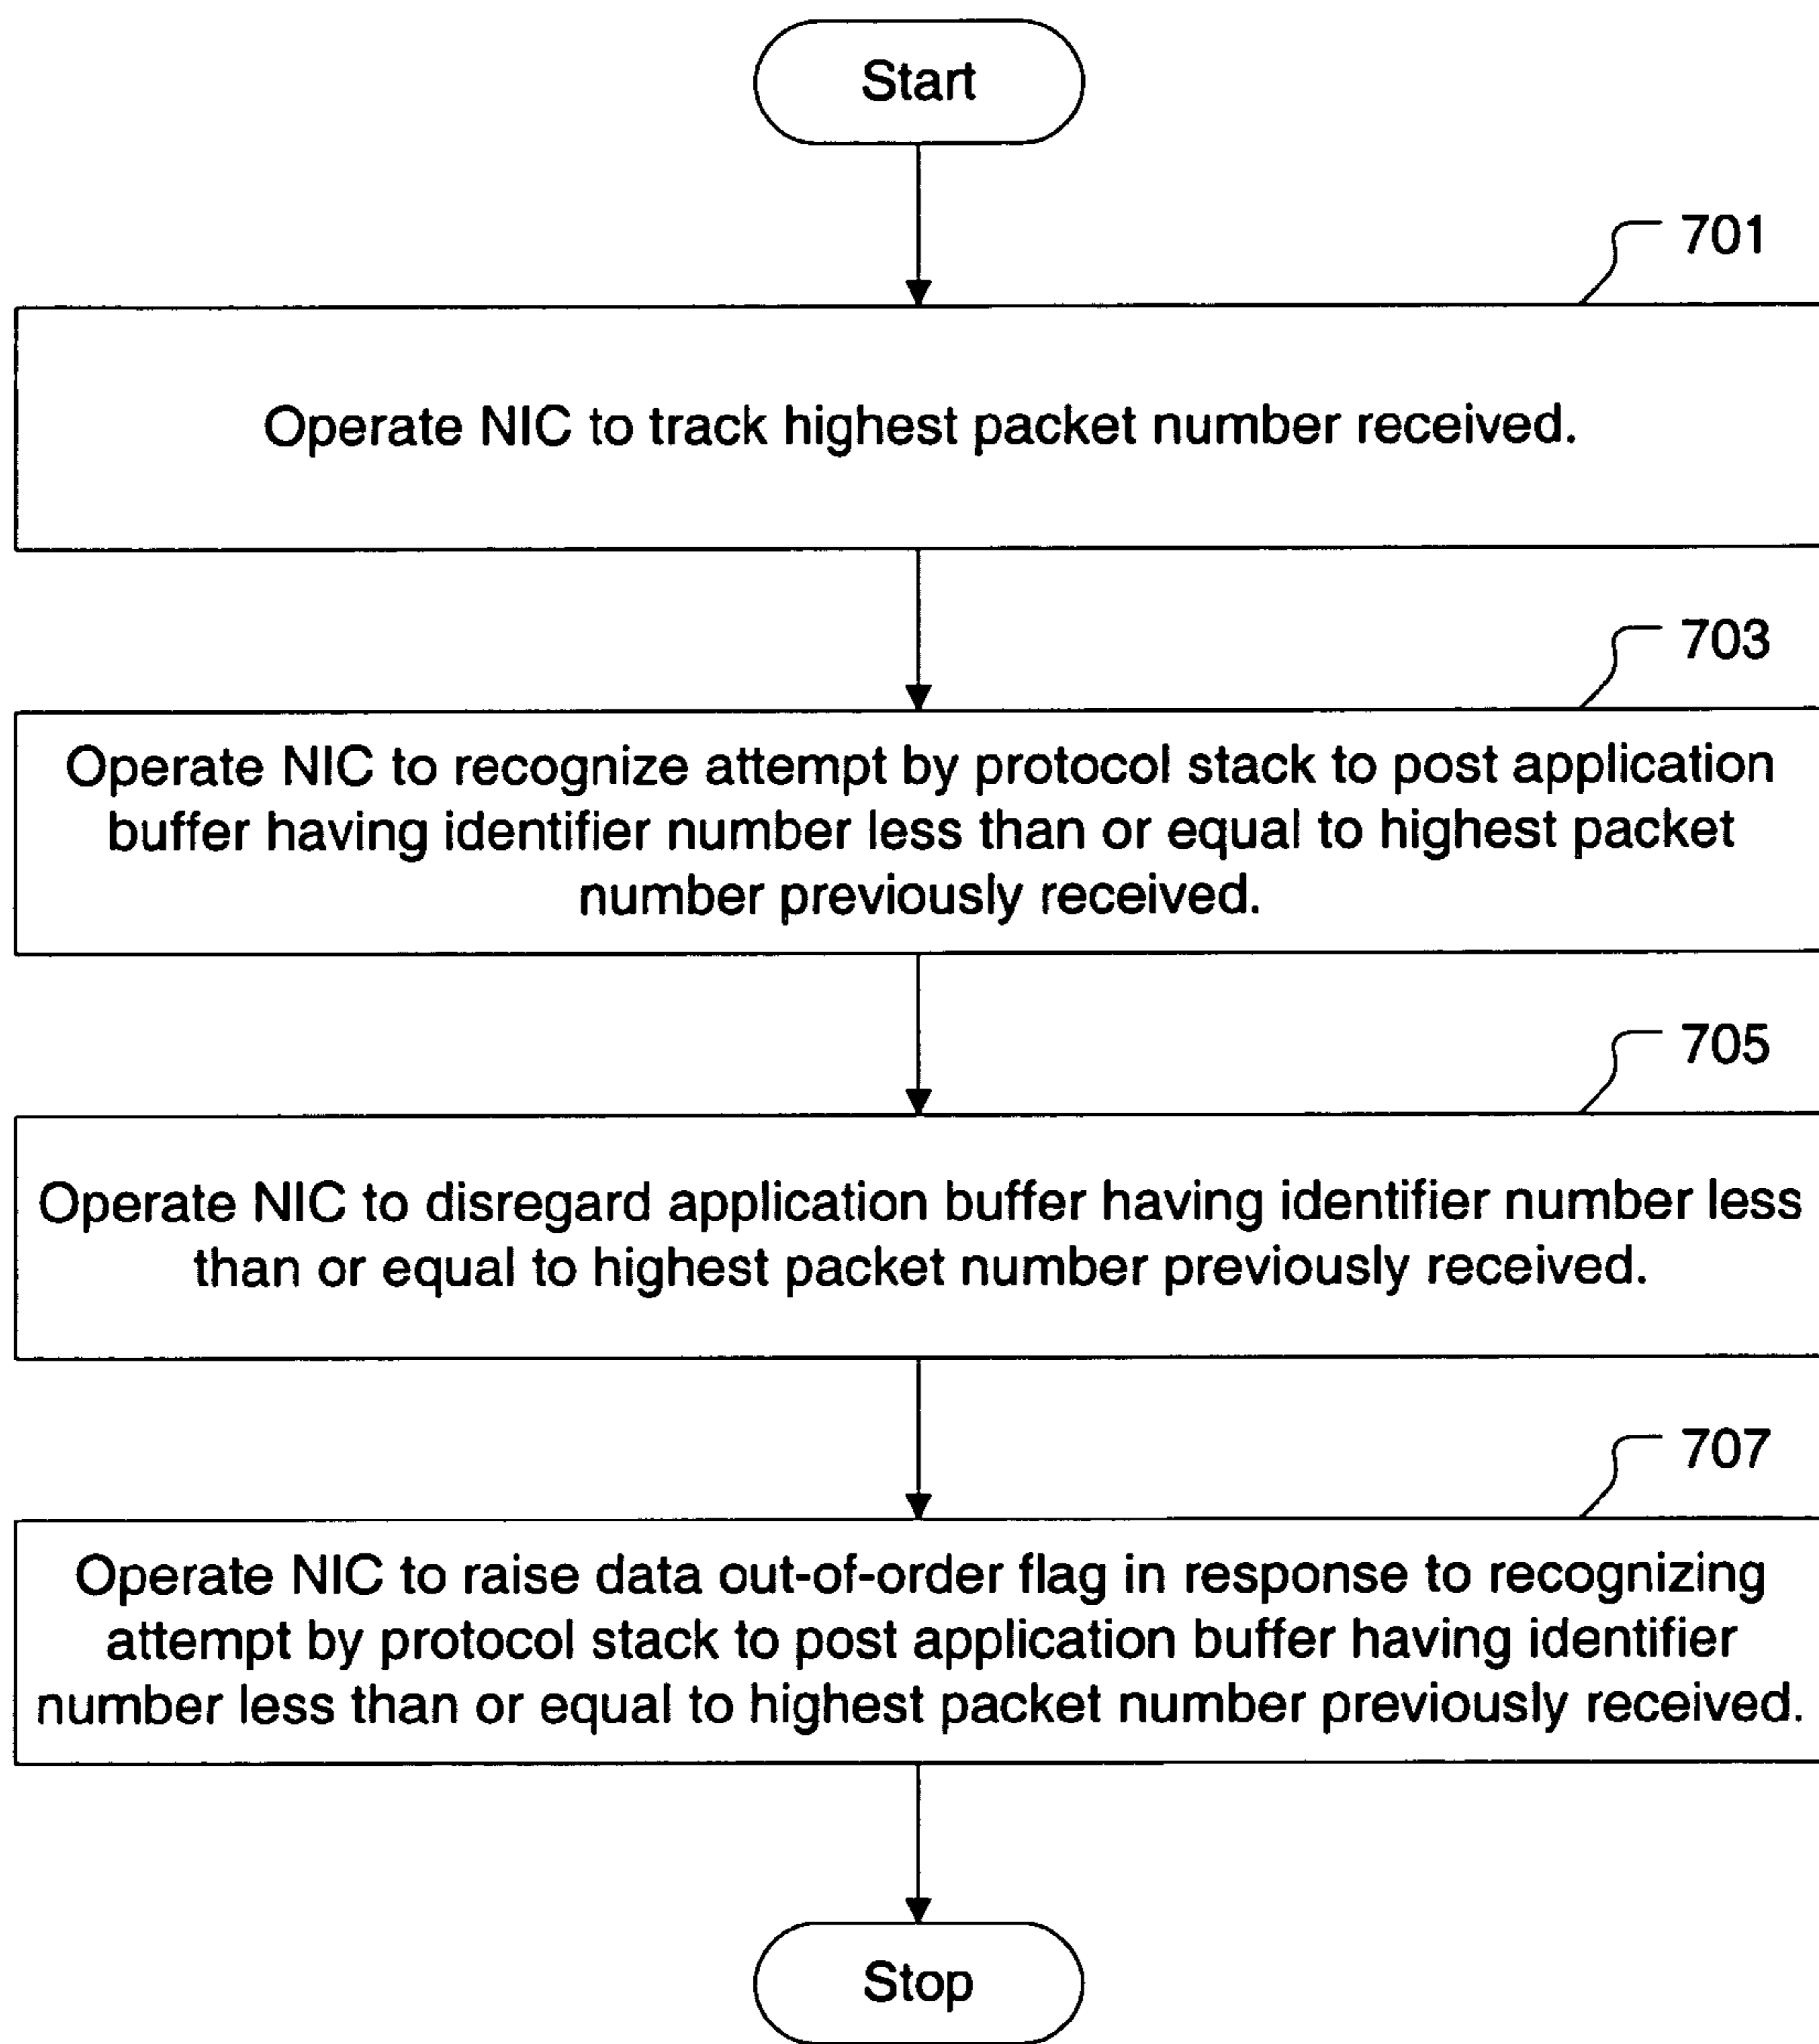 Start
701
Operate NIC to track highest packet number received.
703
Operate NIC to recognize attempt by protocol stack to post application
buffer having identifier number less than or equal to highest packet
number previously received.
705
Operate NIC to disregard application buffer having identifier number less
than or equal to highest packet number previously received.
707
Operate NIC to raise data out-of-order flag in response to recognizing
attempt by protocol stack to post application buffer having identifier
number less than or equal to highest packet number previously received.
Stop